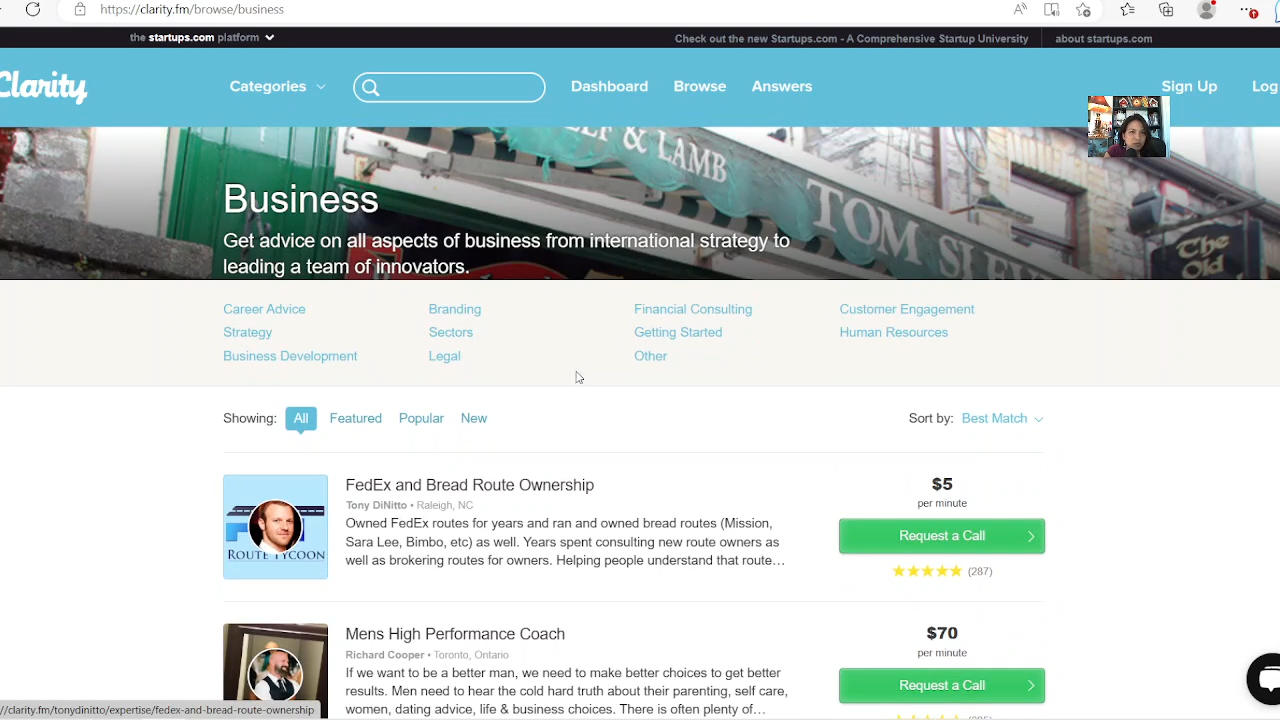 https://clarity.fm/browse/business
the startups.com platform
Check out the new Startups.com - A Comprehensive Startup University
about startups.com
Clarity
Categories
Dashboard
Browse
Answers
Sign Up
Log
& LAMB
TOM
The
Old
Business
Get advice on all aspects of business from international strategy to
leading a team of innovators.
Career Advice
Branding
Financial Consulting
Customer Engagement
Strategy
Sectors
Getting Started
Human Resources
Business Development
Legal
Other
Showing:
All
Featured
Popular
New
Sort by: Best Match
FedEx and Bread Route Ownership
Tony DiNitto • Raleigh, NC
Owned FedEx routes for years and ran and owned bread routes (Mission,
Sara Lee, Bimbo, etc) as well. Years spent consulting new route owners as
well as brokering routes for owners. Helping people understand that route…
ROUTE TYCOON
$5
per minute
Request a Call
(287)
Mens High Performance Coach
Richard Cooper • Toronto, Ontario
If we want to be a better man, we need to make better choices to get better
results. Men need to hear the cold hard truth about their parenting, self care,
women, dating advice, life & business choices. There is often plenty of…
$70
per minute
Request a Call
//clarity.fm/tonydinitto/expertise/fedex-and-bread-route-ownership